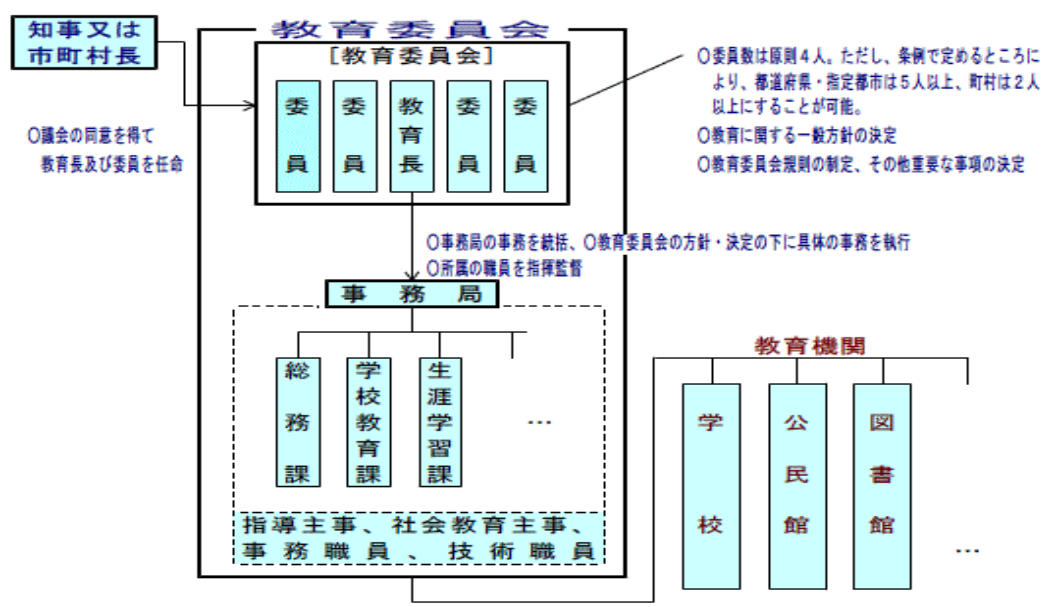 教育委員会
知事又は
市町村長
[教育委員会]
委員
委員
教育長
委員
委員
〇委員数は原則４人。ただし、条例で定めるところに
より、都道府県・指定都市は５人以上、町村は２人
以上にすることが可能。
〇教育に関する一般方針の決定
〇教育委員会規則の制定、その他重要な事項の決定
〇議会の同意を得て
教育長及び委員を任命
〇事務局の事務を統括、〇教育委員会の方針・決定の下に具体の事務を執行
〇所属の職員を指揮監督
事務局
総務課
学校教育課
生涯学習課
…
指導主事、社会教育主事、
事務職員、技術職員
教育機関
学校
公民館
図書館
…